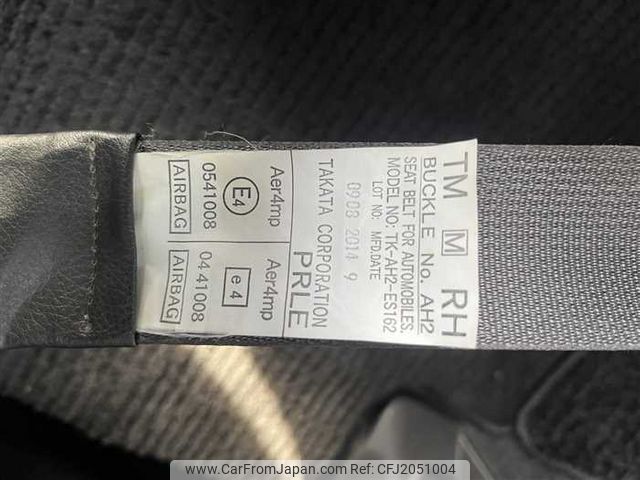 TM M RH
BUCKLE No. AH2
SEAT BELT FOR AUTOMOBILES.
MODEL NO: TK-AH2-ES162
LOT NO: MFD.DATE
0908 2014 9
TAKATA CORPORATION
PRLE
Aer4mp Aer4mp
E4 e4
0541008 0441008
AIRBAG AIRBAG
www.CarFromJapan.com | CFJ2051004